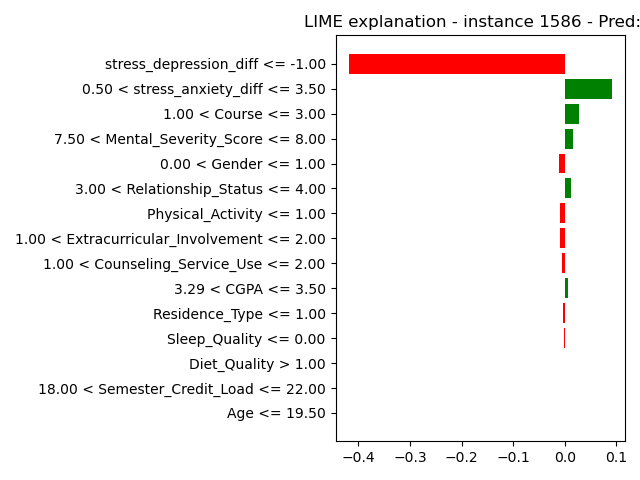 LIME explanation - instance 1586 - Pred:
stress_depression_diff <= -1.00
0.50 < stress_anxiety_diff <= 3.50
1.00 < Course <= 3.00
7.50 < Mental_Severity_Score <= 8.00
0.00 < Gender <= 1.00
3.00 < Relationship_Status <= 4.00
Physical_Activity <= 1.00
1.00 < Extracurricular_Involvement <= 2.00
1.00 < Counseling_Service_Use <= 2.00
3.29 < CGPA <= 3.50
Residence_Type <= 1.00
Sleep_Quality <= 0.00
Diet_Quality > 1.00
18.00 < Semester_Credit_Load <= 22.00
Age <= 19.50
−0.4 −0.3 −0.2 −0.1 0.0 0.1